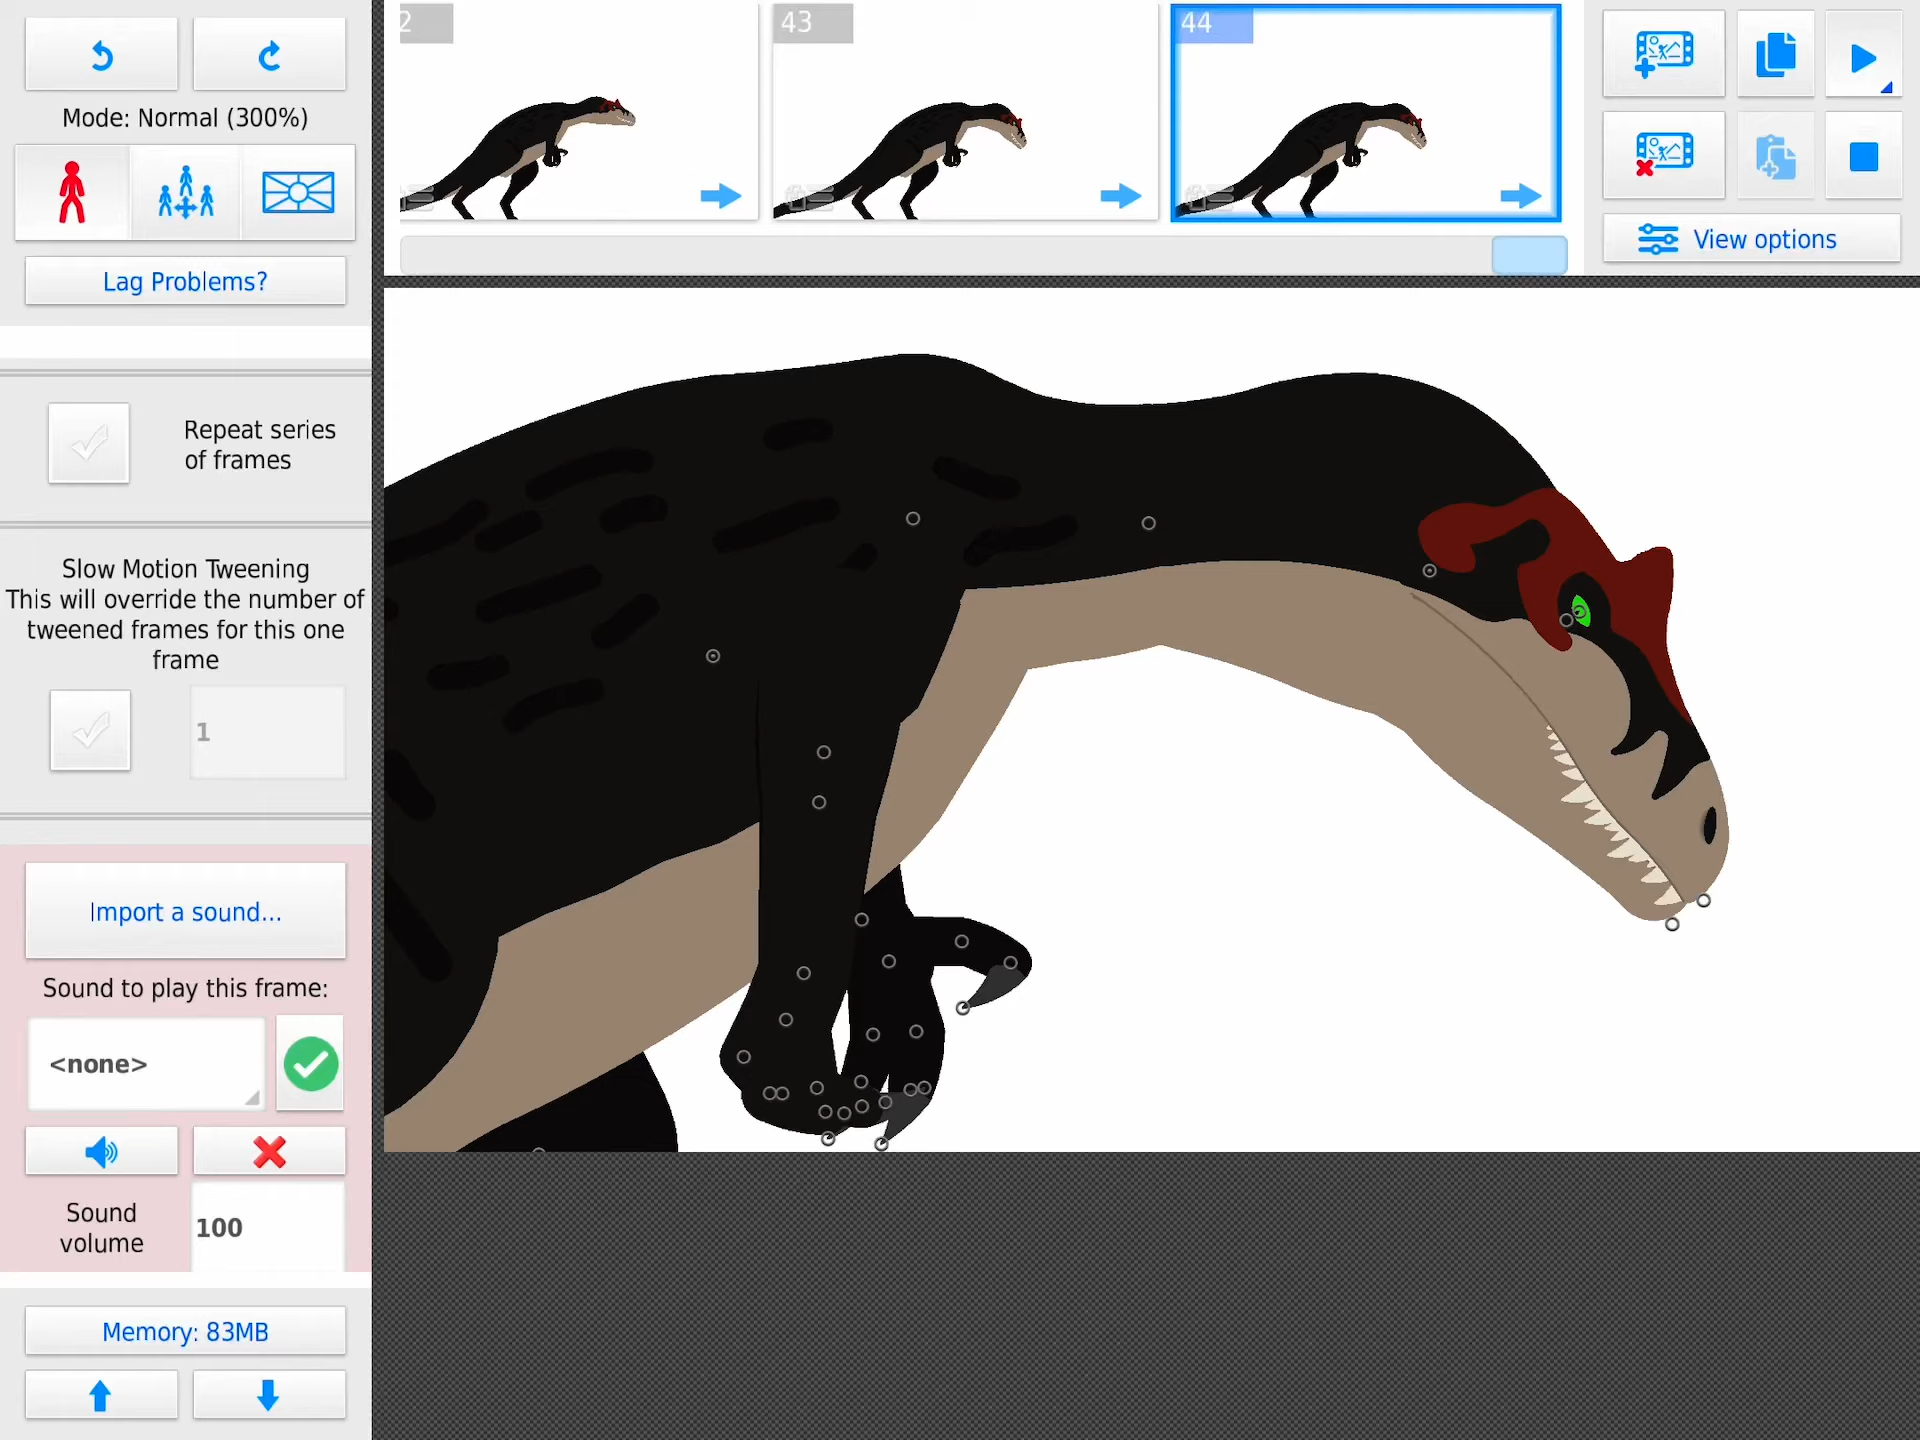 2
43
44
Mode: Normal (300%)
Lag Problems?
View options
Repeat series
of frames
Slow Motion Tweening
This will override the number of
tweened frames for this one
frame
1
Import a sound...
Sound to play this frame:
<none>
Sound
volume
100
Memory: 83MB